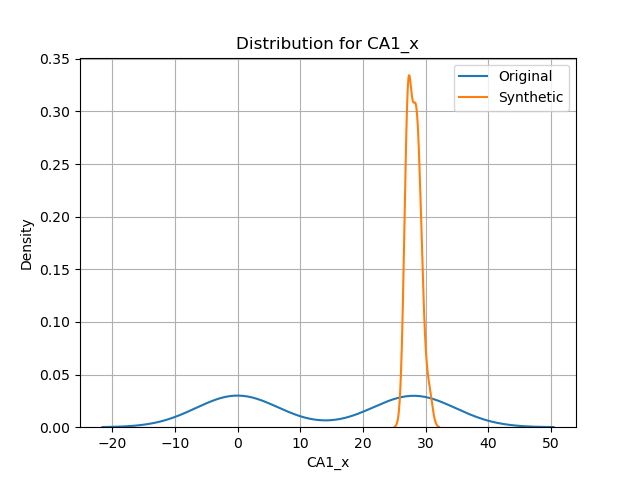 Distribution for CA1_x
Original
Synthetic
Density
0.35
0.30
0.25
0.20
0.15
0.10
0.05
0.00
−20 −10 0 10 20 30 40 50
CA1_x